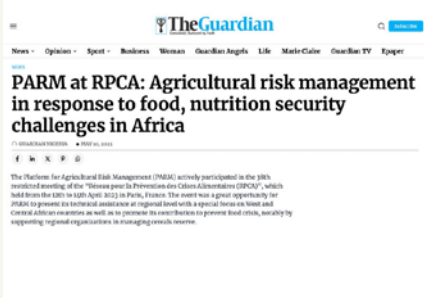 TheGuardian
News Opinion Sport Business Woman Guardian Angels Life Marie Claire Guardian TV Epaper
NEWS
PARM at RPCA: Agricultural risk management
in response to food, nutrition security
challenges in Africa
GUARDIAN NIGERIA
The Platform for Agricultural Risk Management (PARM) actively participated in the 38th
restricted meeting of the "Réseau pour la Prévention des Crises Alimentaires (RPCA)", which
held from the 12th to 14th April 2023 in Paris, France. The event was a great opportunity for
PARM to present its technical assistance at regional level with a special focus on West and
Central African countries as well as to promote its contribution to prevent food crisis, notably by
supporting regional organisations in managing cereals reserve.